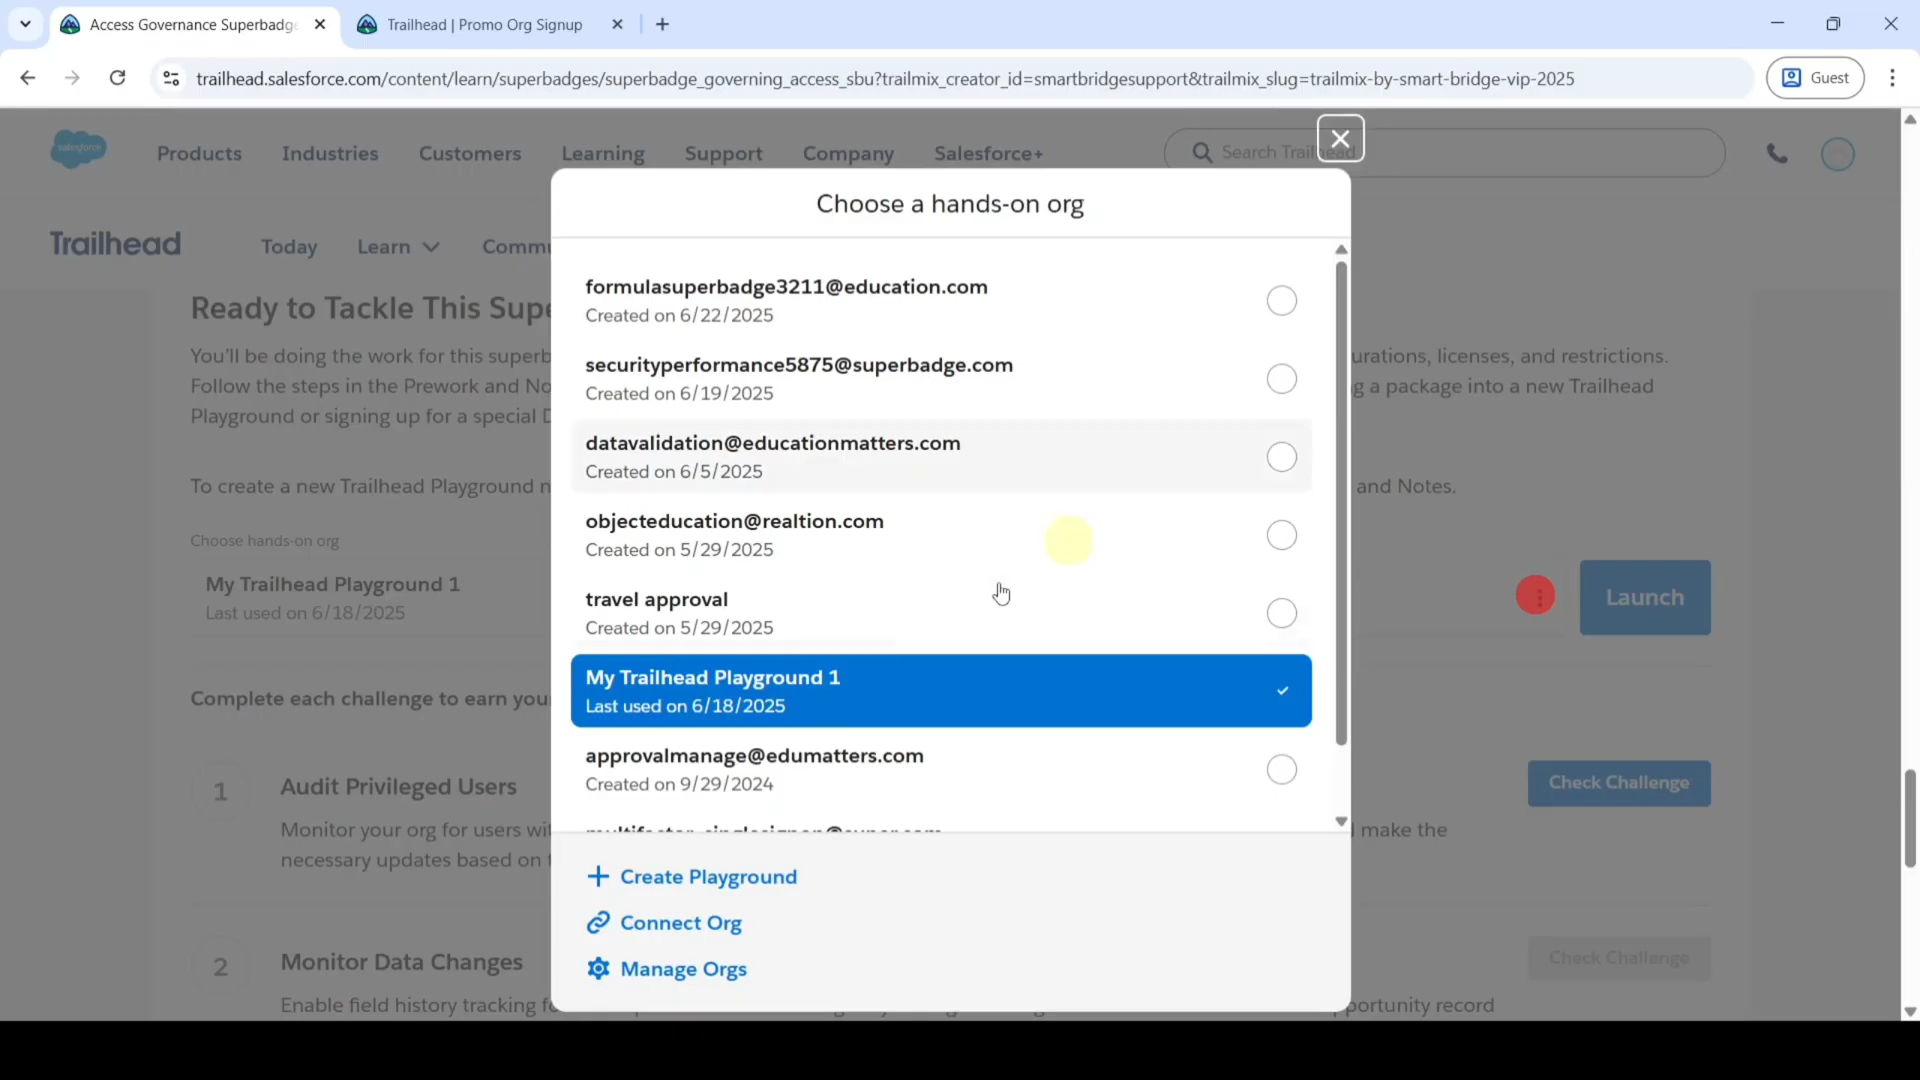 Access Governance Superbadge
Trailhead | Promo Org Signup
trailhead.salesforce.com/content/learn/superbadges/superbadge_governing_access_sbu?trailmix_creator_id=smartbridgesupport&trailmix_slug=trailmix-by-smart-bridge-vip-2025
Guest
salesforce
Products
Industries
Customers
Learning
Support
Company
Salesforce+
Search Trailhead
Trailhead
Today
Learn
Choose a hands-on org
formulasuperbadge3211@education.com
Created on 6/22/2025
securityperformance5875@superbadge.com
Created on 6/19/2025
datavalidation@educationmatters.com
Created on 6/5/2025
objecteducation@realtion.com
Created on 5/29/2025
travel approval
Created on 5/29/2025
My Trailhead Playground 1
Last used on 6/18/2025
approvalmanage@edumatters.com
Created on 9/29/2024
Create Playground
Connect Org
Manage Orgs
Ready to Tackle This
You'll be doing the work for this urations, licenses, and restrictions.
Follow the steps in the Prework and g a package into a new Trailhead
Playground or signing up for a special
To create a new Trailhead Playground and Notes.
Choose hands-on org
My Trailhead Playground 1
Last used on 6/18/2025
Launch
Complete each challenge to earn you
1
Audit Privileged Users
Check Challenge
Monitor your org for users make the
necessary updates based on
2
Monitor Data Changes
Check Challenge
Enable field history tracking portunity record